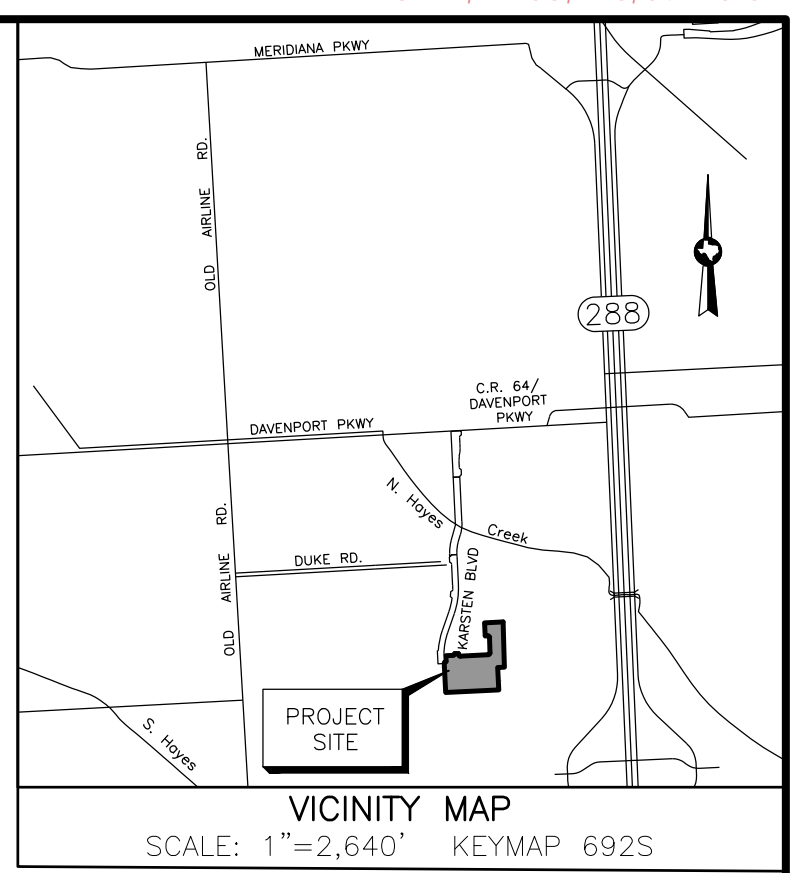 MERIDIANA PKWY
OLD AIRLINE RD.
288
C.R. 64/
DAVENPORT
PKWY
DAVENPORT PKWY
N. Hayes Creek
OLD AIRLINE RD.
DUKE RD.
KARSTEN BLVD
PROJECT
SITE
S. Hayes
VICINITY MAP
SCALE: 1"=2,640' KEYMAP 692S